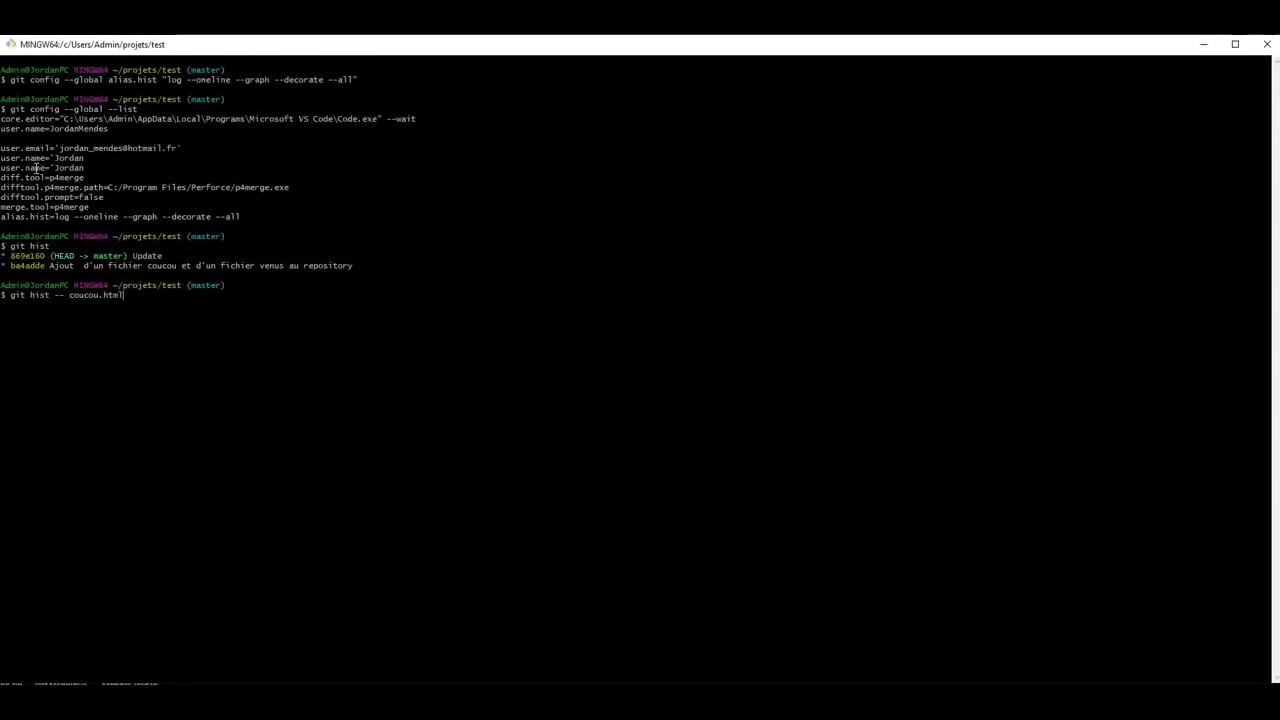 MINGW64:/c/Users/Admin/projets/test
Admin@JordanPC MINGW64 ~/projets/test (master)
$ git config --global alias.hist "log --oneline --graph --decorate --all"
Admin@JordanPC MINGW64 ~/projets/test (master)
$ git config --global --list
core.editor="C:\Users\Admin\AppData\Local\Programs\Microsoft VS Code\Code.exe" --wait
user.name=JordanMendes
user.email='jordan_mendes@hotmail.fr'
user.name='Jordan
user.name='Jordan
diff.tool=p4merge
difftool.p4merge.path=C:/Program Files/Perforce/p4merge.exe
difftool.prompt=false
merge.tool=p4merge
alias.hist=log --oneline --graph --decorate --all
Admin@JordanPC MINGW64 ~/projets/test (master)
$ git hist
* 869e160 (HEAD -> master) Update
* ba4adde Ajout  d'un fichier coucou et d'un fichier venus au repository
Admin@JordanPC MINGW64 ~/projets/test (master)
$ git hist -- coucou.html